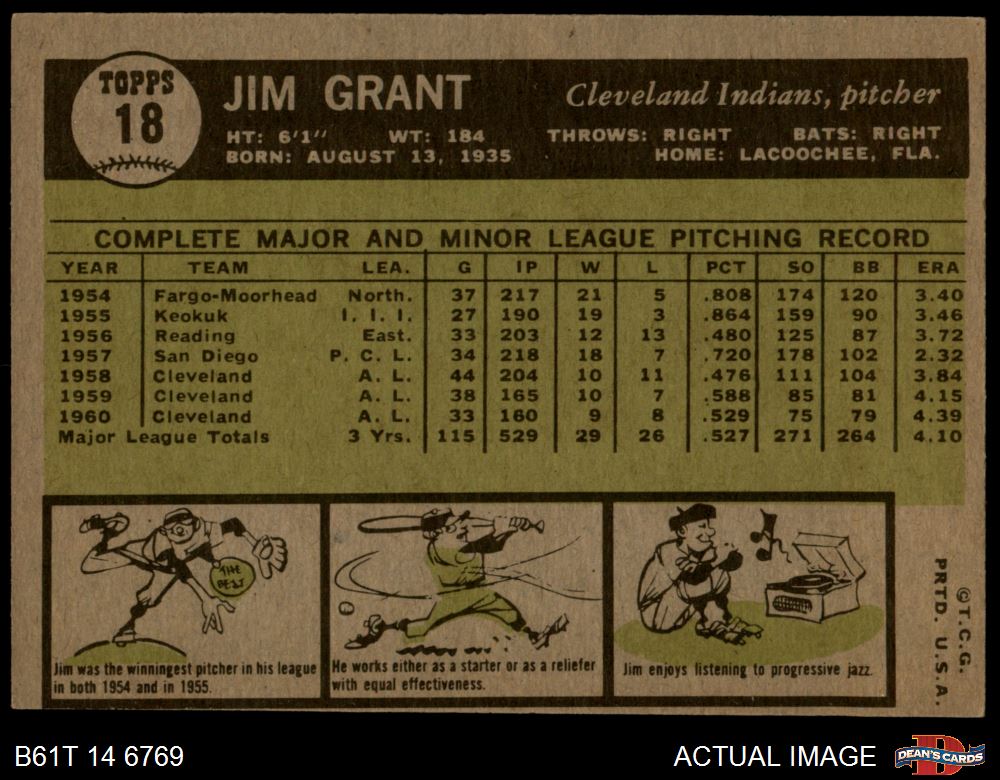 TOPPS
18
JIM GRANT
Cleveland Indians, pitcher
HT: 6'1" WT: 184 THROWS: RIGHT BATS: RIGHT
BORN: AUGUST 13, 1935 HOME: LACOOCHEE, FLA.
COMPLETE MAJOR AND MINOR LEAGUE PITCHING RECORD
YEAR TEAM LEA. G IP W L PCT SO BB ERA
1954 Fargo-Moorhead North. 37 217 21 5 .808 174 120 3.40
1955 Keokuk I. I. I. 27 190 19 3 .864 159 90 3.46
1956 Reading East. 33 203 12 13 .480 125 87 3.72
1957 San Diego P. C. L. 34 218 18 7 .720 178 102 2.32
1958 Cleveland A. L. 44 204 10 11 .476 111 104 3.84
1959 Cleveland A. L. 38 165 10 7 .588 85 81 4.15
1960 Cleveland A. L. 33 160 9 8 .529 75 79 4.39
Major League Totals 3 Yrs. 115 529 29 26 .527 271 264 4.10
THE
BEST
Jim was the winningest pitcher in his league
in both 1954 and in 1955.
He works either as a starter or as a reliefer
with equal effectiveness.
Jim enjoys listening to progressive jazz.
©T.C.G.
PRTD. U.S.A.
B61T 14 6769
ACTUAL IMAGE
DEAN'S CARDS